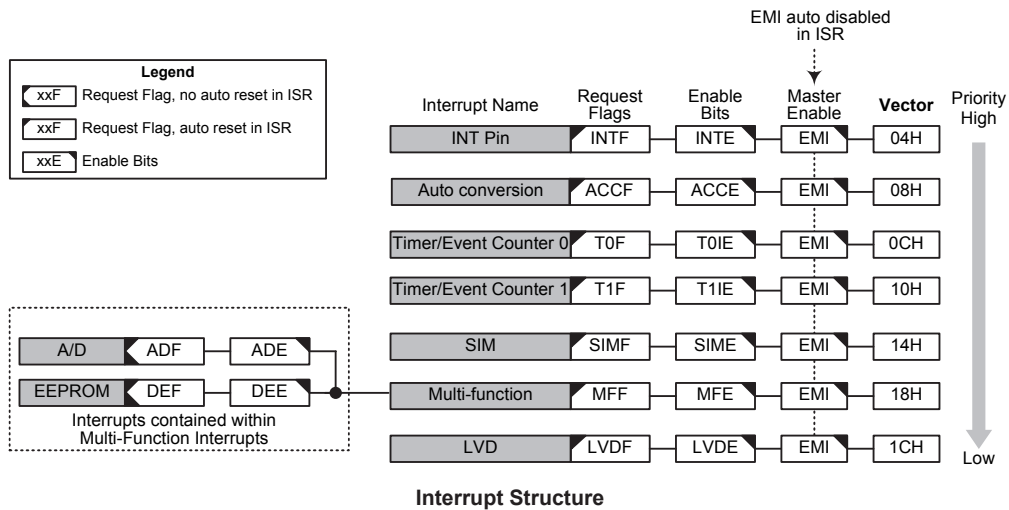 EMI auto disabled
in ISR
Legend
xxF Request Flag, no auto reset in ISR
xxF Request Flag, auto reset in ISR
xxE Enable Bits
Interrupt Name
Request
Flags
Enable
Bits
Master
Enable
Vector
Priority
High
INT Pin INTF INTE EMI 04H
Auto conversion ACCF ACCE EMI 08H
Timer/Event Counter 0 T0F T0IE EMI 0CH
Timer/Event Counter 1 T1F T1IE EMI 10H
A/D ADF ADE
SIM SIMF SIME EMI 14H
EEPROM DEF DEE
Multi-function MFF MFE EMI 18H
Interrupts contained within
Multi-Function Interrupts
LVD LVDF LVDE EMI 1CH
Low
Interrupt Structure